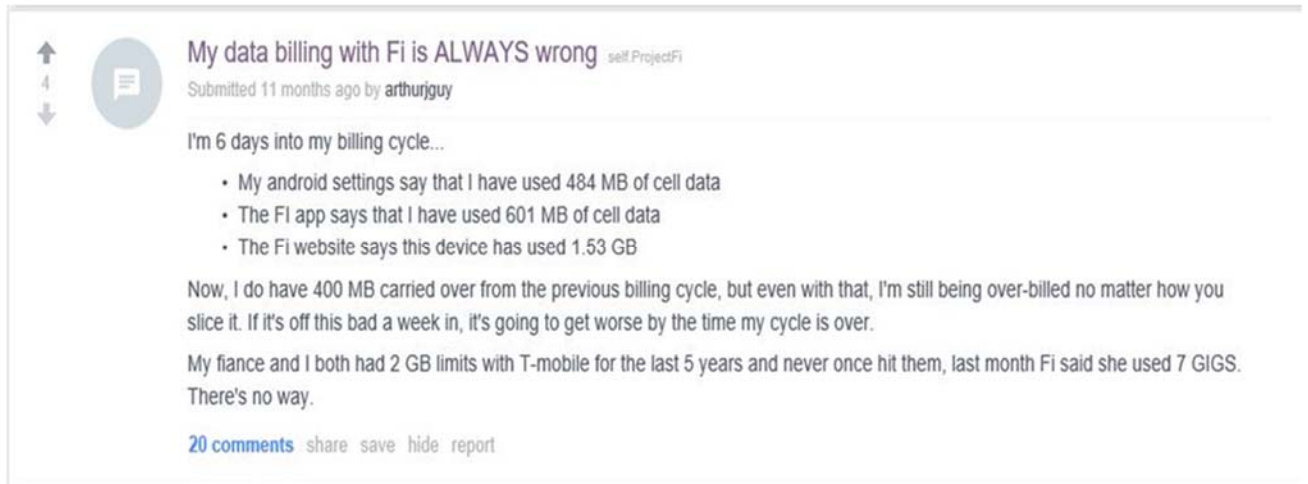 My data billing with Fi is ALWAYS wrong self.ProjectFi
4
Submitted 11 months ago by arthurjguy
I'm 6 days into my billing cycle...
• My android settings say that I have used 484 MB of cell data
• The FI app says that I have used 601 MB of cell data
• The Fi website says this device has used 1.53 GB
Now, I do have 400 MB carried over from the previous billing cycle, but even with that, I'm still being over-billed no matter how you
slice it. If it's off this bad a week in, it's going to get worse by the time my cycle is over.
My fiance and I both had 2 GB limits with T-mobile for the last 5 years and never once hit them, last month Fi said she used 7 GIGS.
There's no way.
20 comments share save hide report